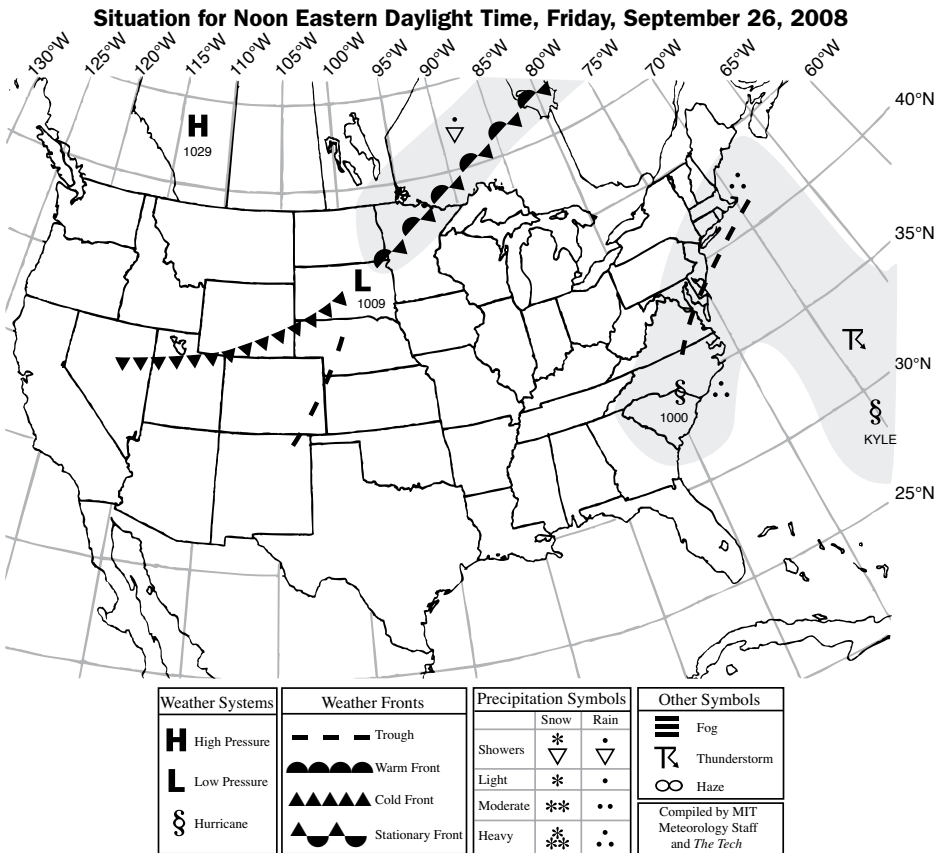 Situation for Noon Eastern Daylight Time, Friday, September 26, 2008
130°W 125°W 120°W 115°W 110°W 105°W 100°W 95°W 90°W 85°W 80°W 75°W 70°W 65°W 60°W
40°N
H
1029
35°N
L
1009
30°N
1000
KYLE
25°N
Weather Systems
H High Pressure
L Low Pressure
Hurricane
Weather Fronts
Trough
Warm Front
Cold Front
Stationary Front
Precipitation Symbols
Snow Rain
Showers
Light
Moderate
Heavy
Other Symbols
Fog
Thunderstorm
Haze
Compiled by MIT
Meteorology Staff
and The Tech